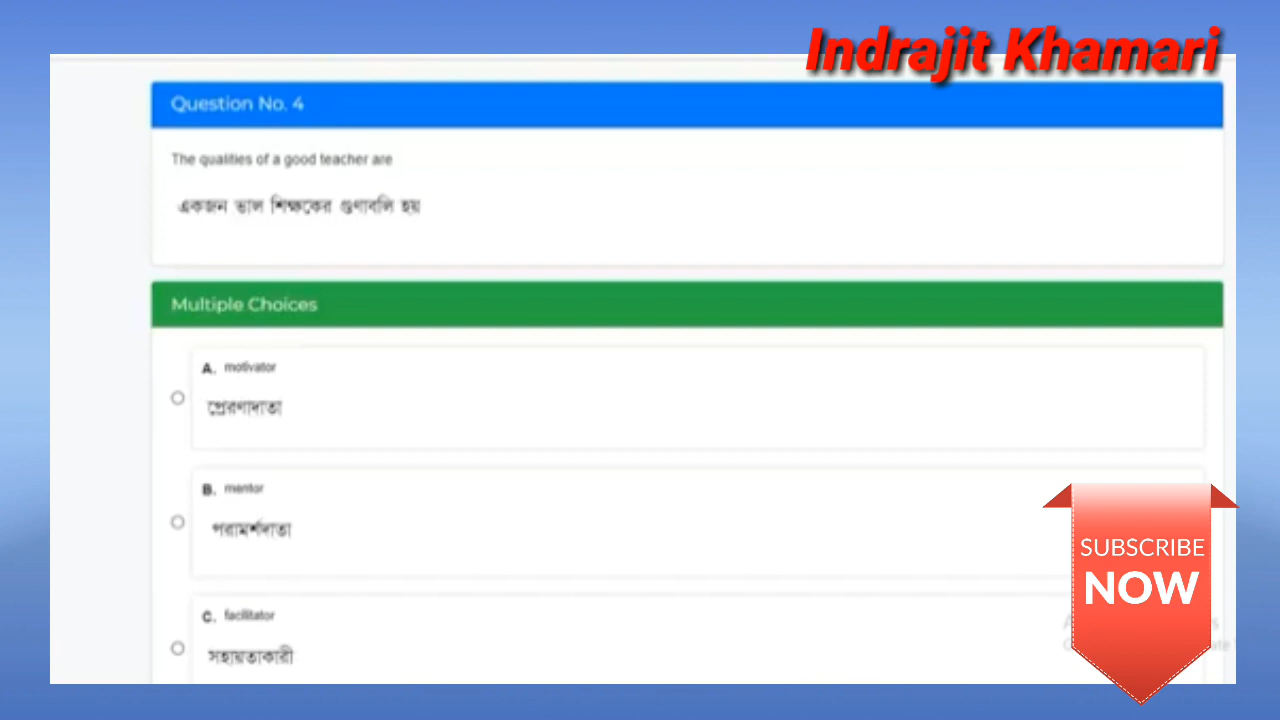 Indrajit Khamari
Question No. 4
The qualities of a good teacher are
একজন ভাল শিক্ষকের গুণাবলি হয়
Multiple Choices
A. motivator
প্রেরণাদাতা
B. mentor
পরামর্শদাতা
C. facilitator
সহায়তাকারী
SUBSCRIBE
NOW